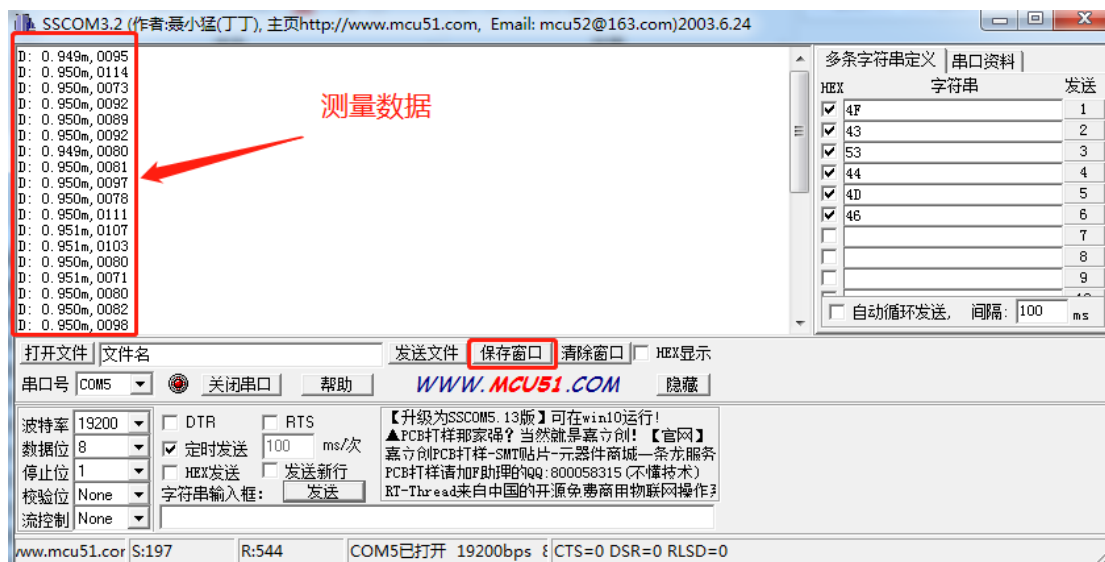 SSCOM3.2 (作者:聂小猛(丁丁), 主页http://www.mcu51.com, Email: mcu52@163.com)2003.6.24
D: 0.949m,0095
D: 0.950m,0114
D: 0.950m,0073
D: 0.950m,0092
D: 0.950m,0089
D: 0.950m,0092
D: 0.949m,0080
D: 0.950m,0081
D: 0.950m,0097
D: 0.950m,0078
D: 0.950m,0111
D: 0.951m,0107
D: 0.951m,0103
D: 0.950m,0080
D: 0.951m,0071
D: 0.950m,0080
D: 0.950m,0082
D: 0.950m,0098
测量数据
多条字符串定义 串口资料
HEX 字符串 发送
4F 1
43 2
53 3
44 4
4D 5
46 6
7
8
9
自动循环发送, 间隔: 100 ms
打开文件 文件名 发送文件 保存窗口 清除窗口 HEX显示
串口号 COM5 关闭串口 帮助 WWW.MCU51.COM 隐藏
波特率 19200 DTR RTS
数据位 8 定时发送 100 ms/次
停止位 1 HEX发送 发送新行
校验位 None 字符串输入框: 发送
流控制 None
【升级为SSCOM5.13版】可在win10运行!
▲PCB打样那家强? 当然就是嘉立创! 【官网】
嘉立创PCB打样-SMT贴片-元器件商城一条龙服务
PCB打样请加F助理的QQ:800058315(不懂技术)
RT-Thread来自中国的开源免费商用物联网操作
www.mcu51.cor S:197 R:544 COM5已打开 19200bps 8 CTS=0 DSR=0 RLSD=0